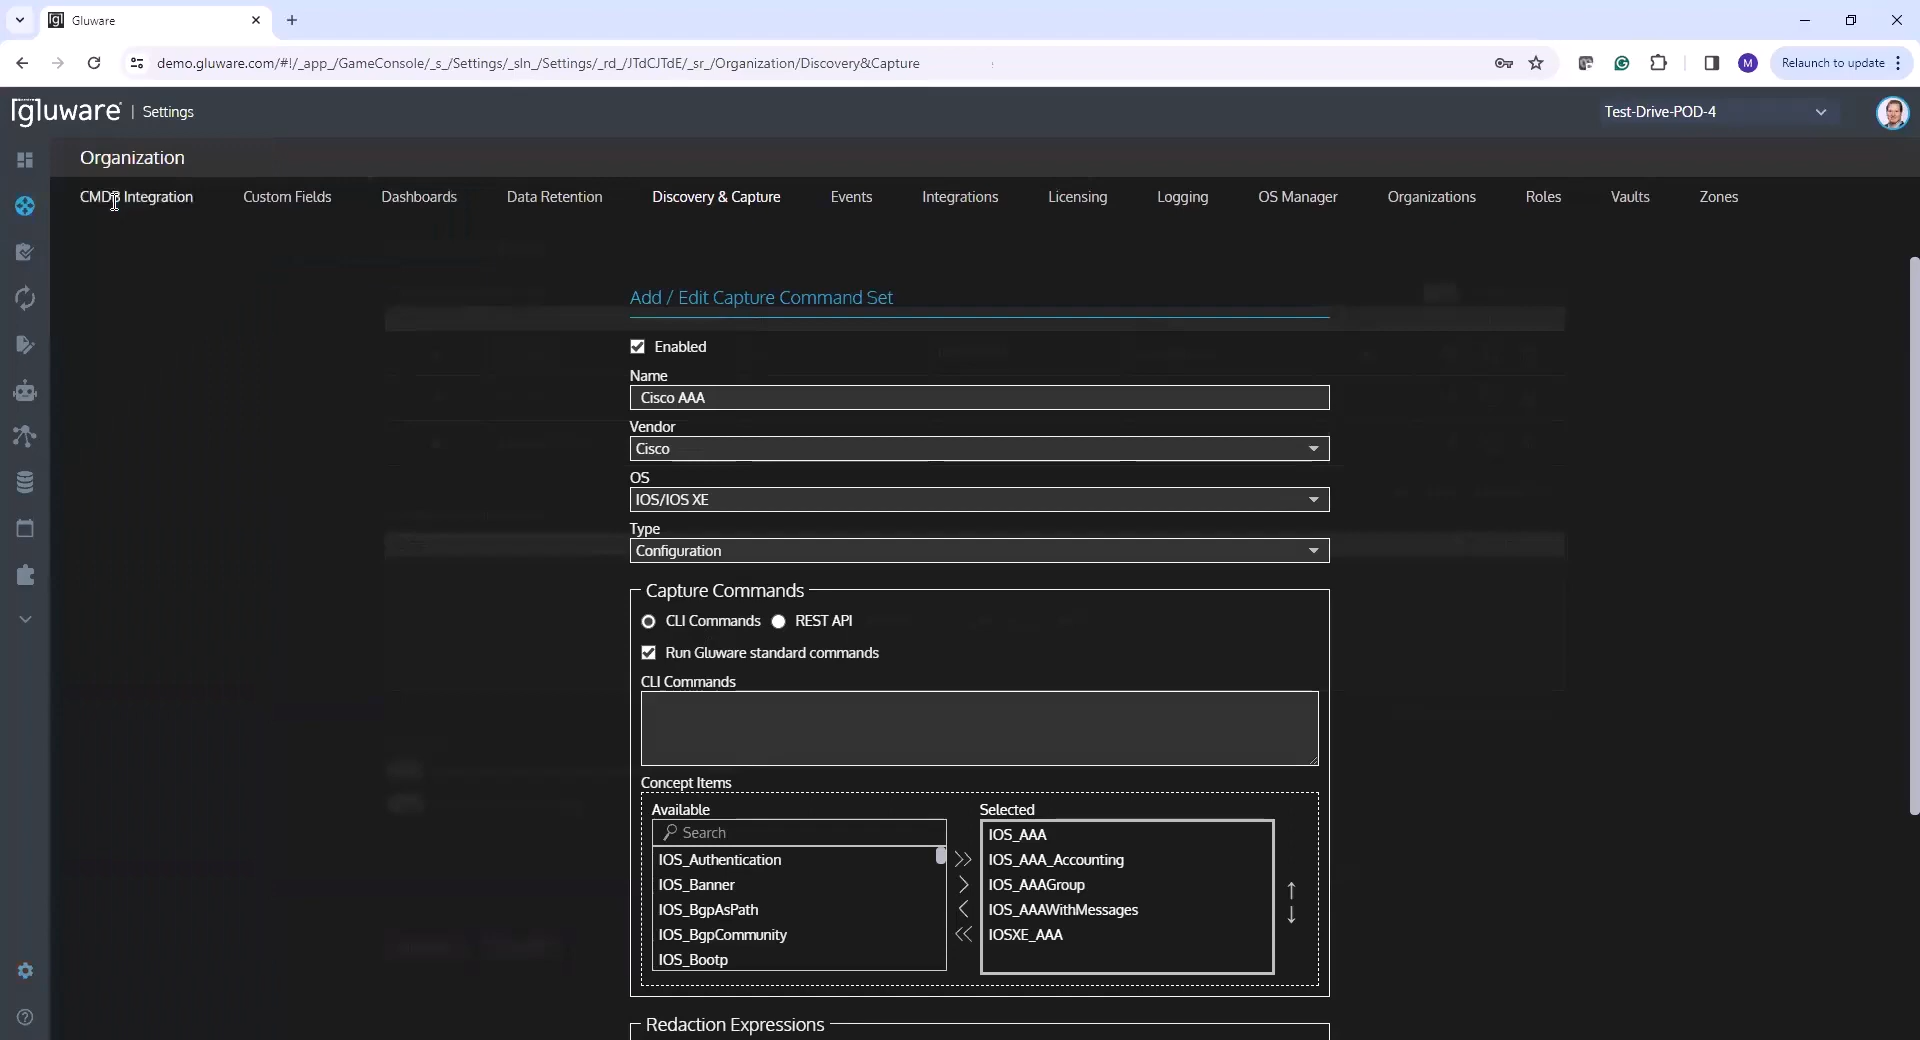 Gluware
demo.gluware.com/#!/_app_/GameConsole/_s_/Settings/_sln_/Settings/_rd_/JTdCJTdE/_sr_/Organization/Discovery&Capture
M
Relaunch to update
[gluware | Settings
Test-Drive-POD-4
Organization
CMDB Integration
Custom Fields
Dashboards
Data Retention
Discovery & Capture
Events
Integrations
Licensing
Logging
OS Manager
Organizations
Roles
Vaults
Zones
Add / Edit Capture Command Set
Enabled
Name
Cisco AAA
Vendor
Cisco
OS
IOS/IOS XE
Type
Configuration
Capture Commands
CLI Commands
REST API
Run Gluware standard commands
CLI Commands
Concept Items
Available
Search
IOS_Authentication
IOS_Banner
IOS_BgpAsPath
IOS_BgpCommunity
IOS_Bootp
Selected
IOS_AAA
IOS_AAA_Accounting
IOS_AAAGroup
IOS_AAAWithMessages
IOSXE_AAA
Redaction Expressions